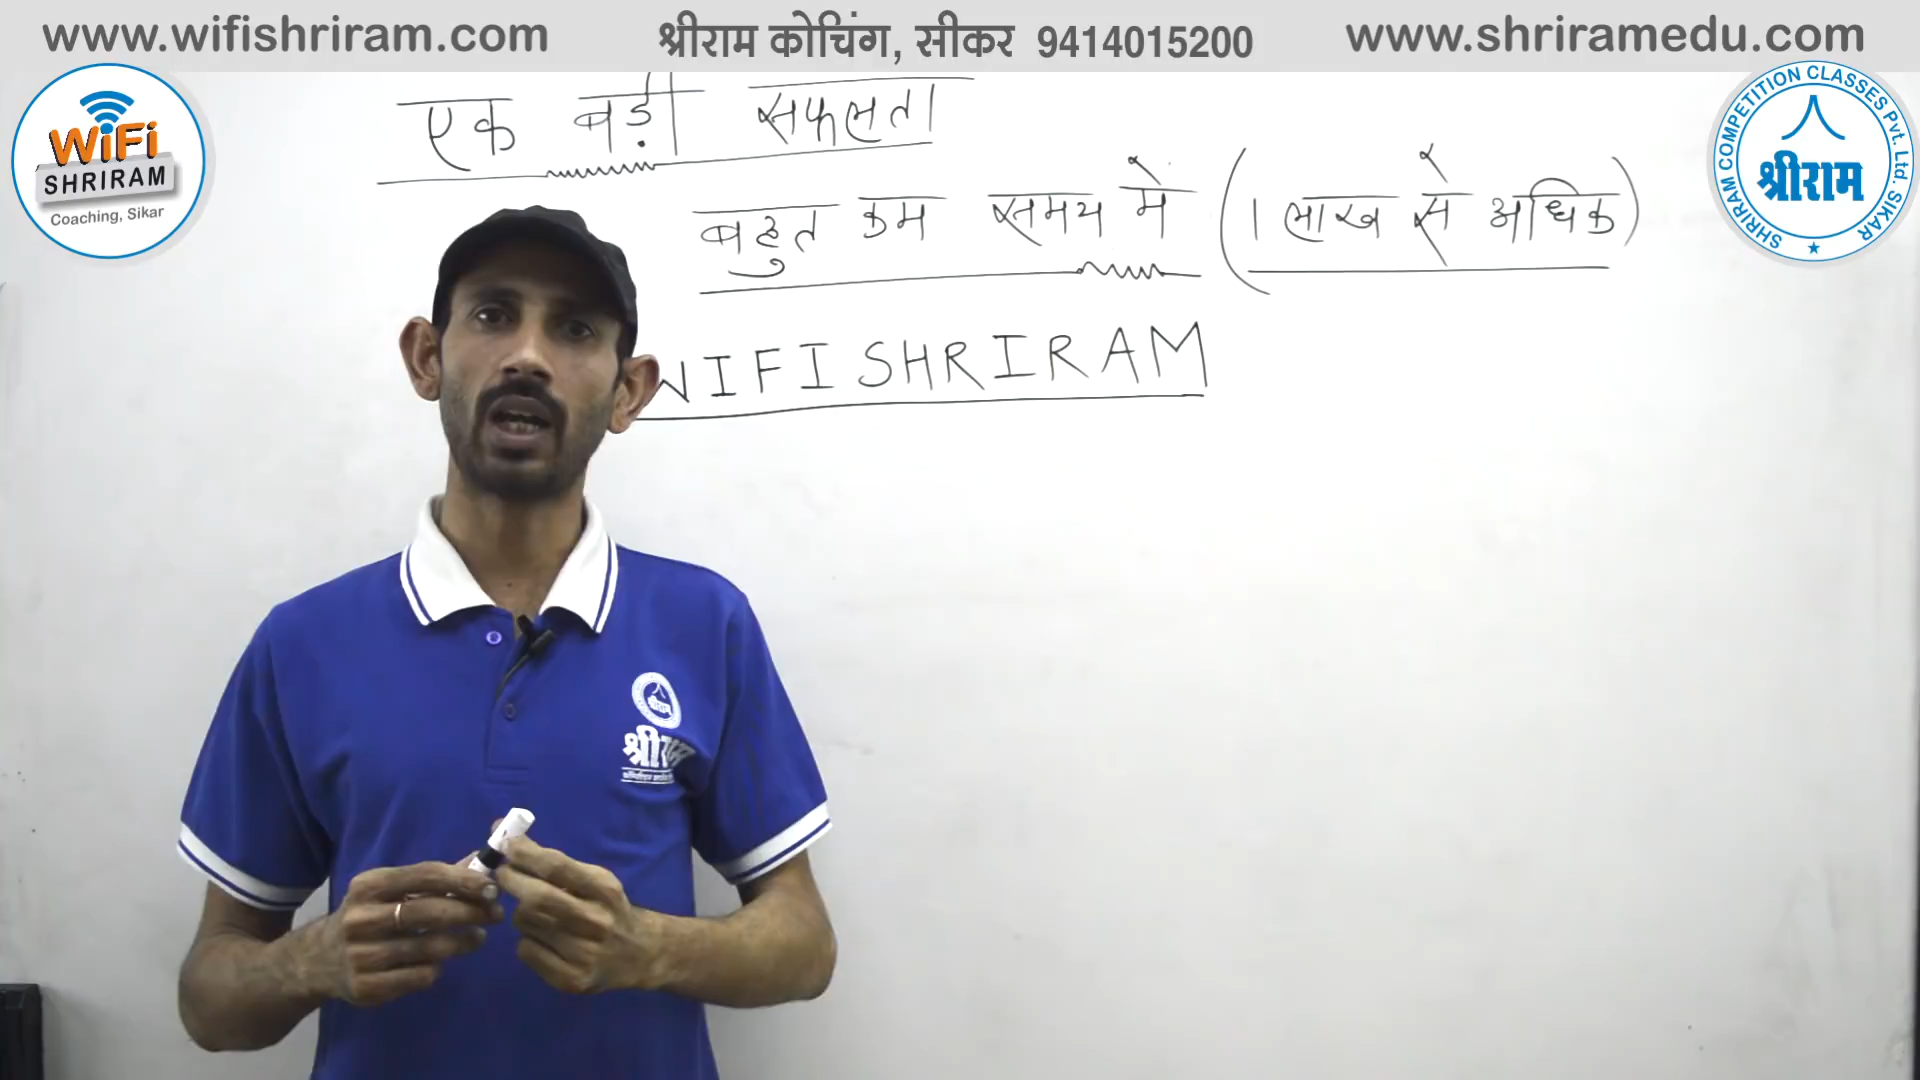 www.wifishriram.com श्रीराम कोचिंग, सीकर 9414015200 www.shriramedu.com
WiFi
SHRIRAM
Coaching, Sikar
SHRIRAM COMPETITION CLASSES Pvt. Ltd. SIKAR
श्रीराम
एक बड़ी सफलता
बहुत कम समय में (1 लाख से अधिक)
WIFISHRIRAM
श्रीराम